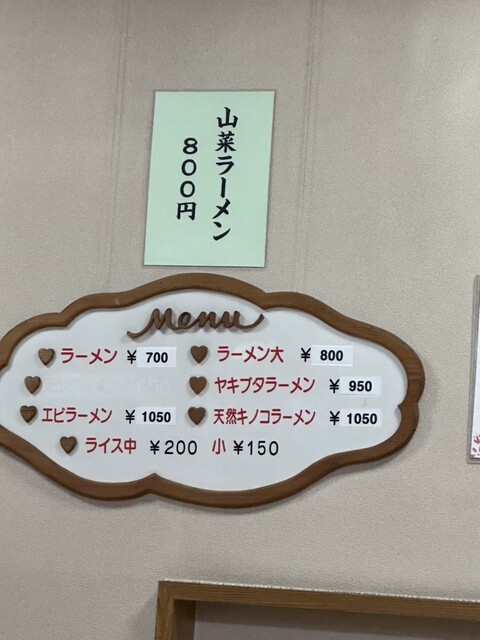 山菜ラーメン
800円
Menu
ラーメン ¥700
ラーメン大 ¥800
ヤキブタラーメン ¥950
エビラーメン ¥1050
天然キノコラーメン ¥1050
ライス中 ¥200 小 ¥150